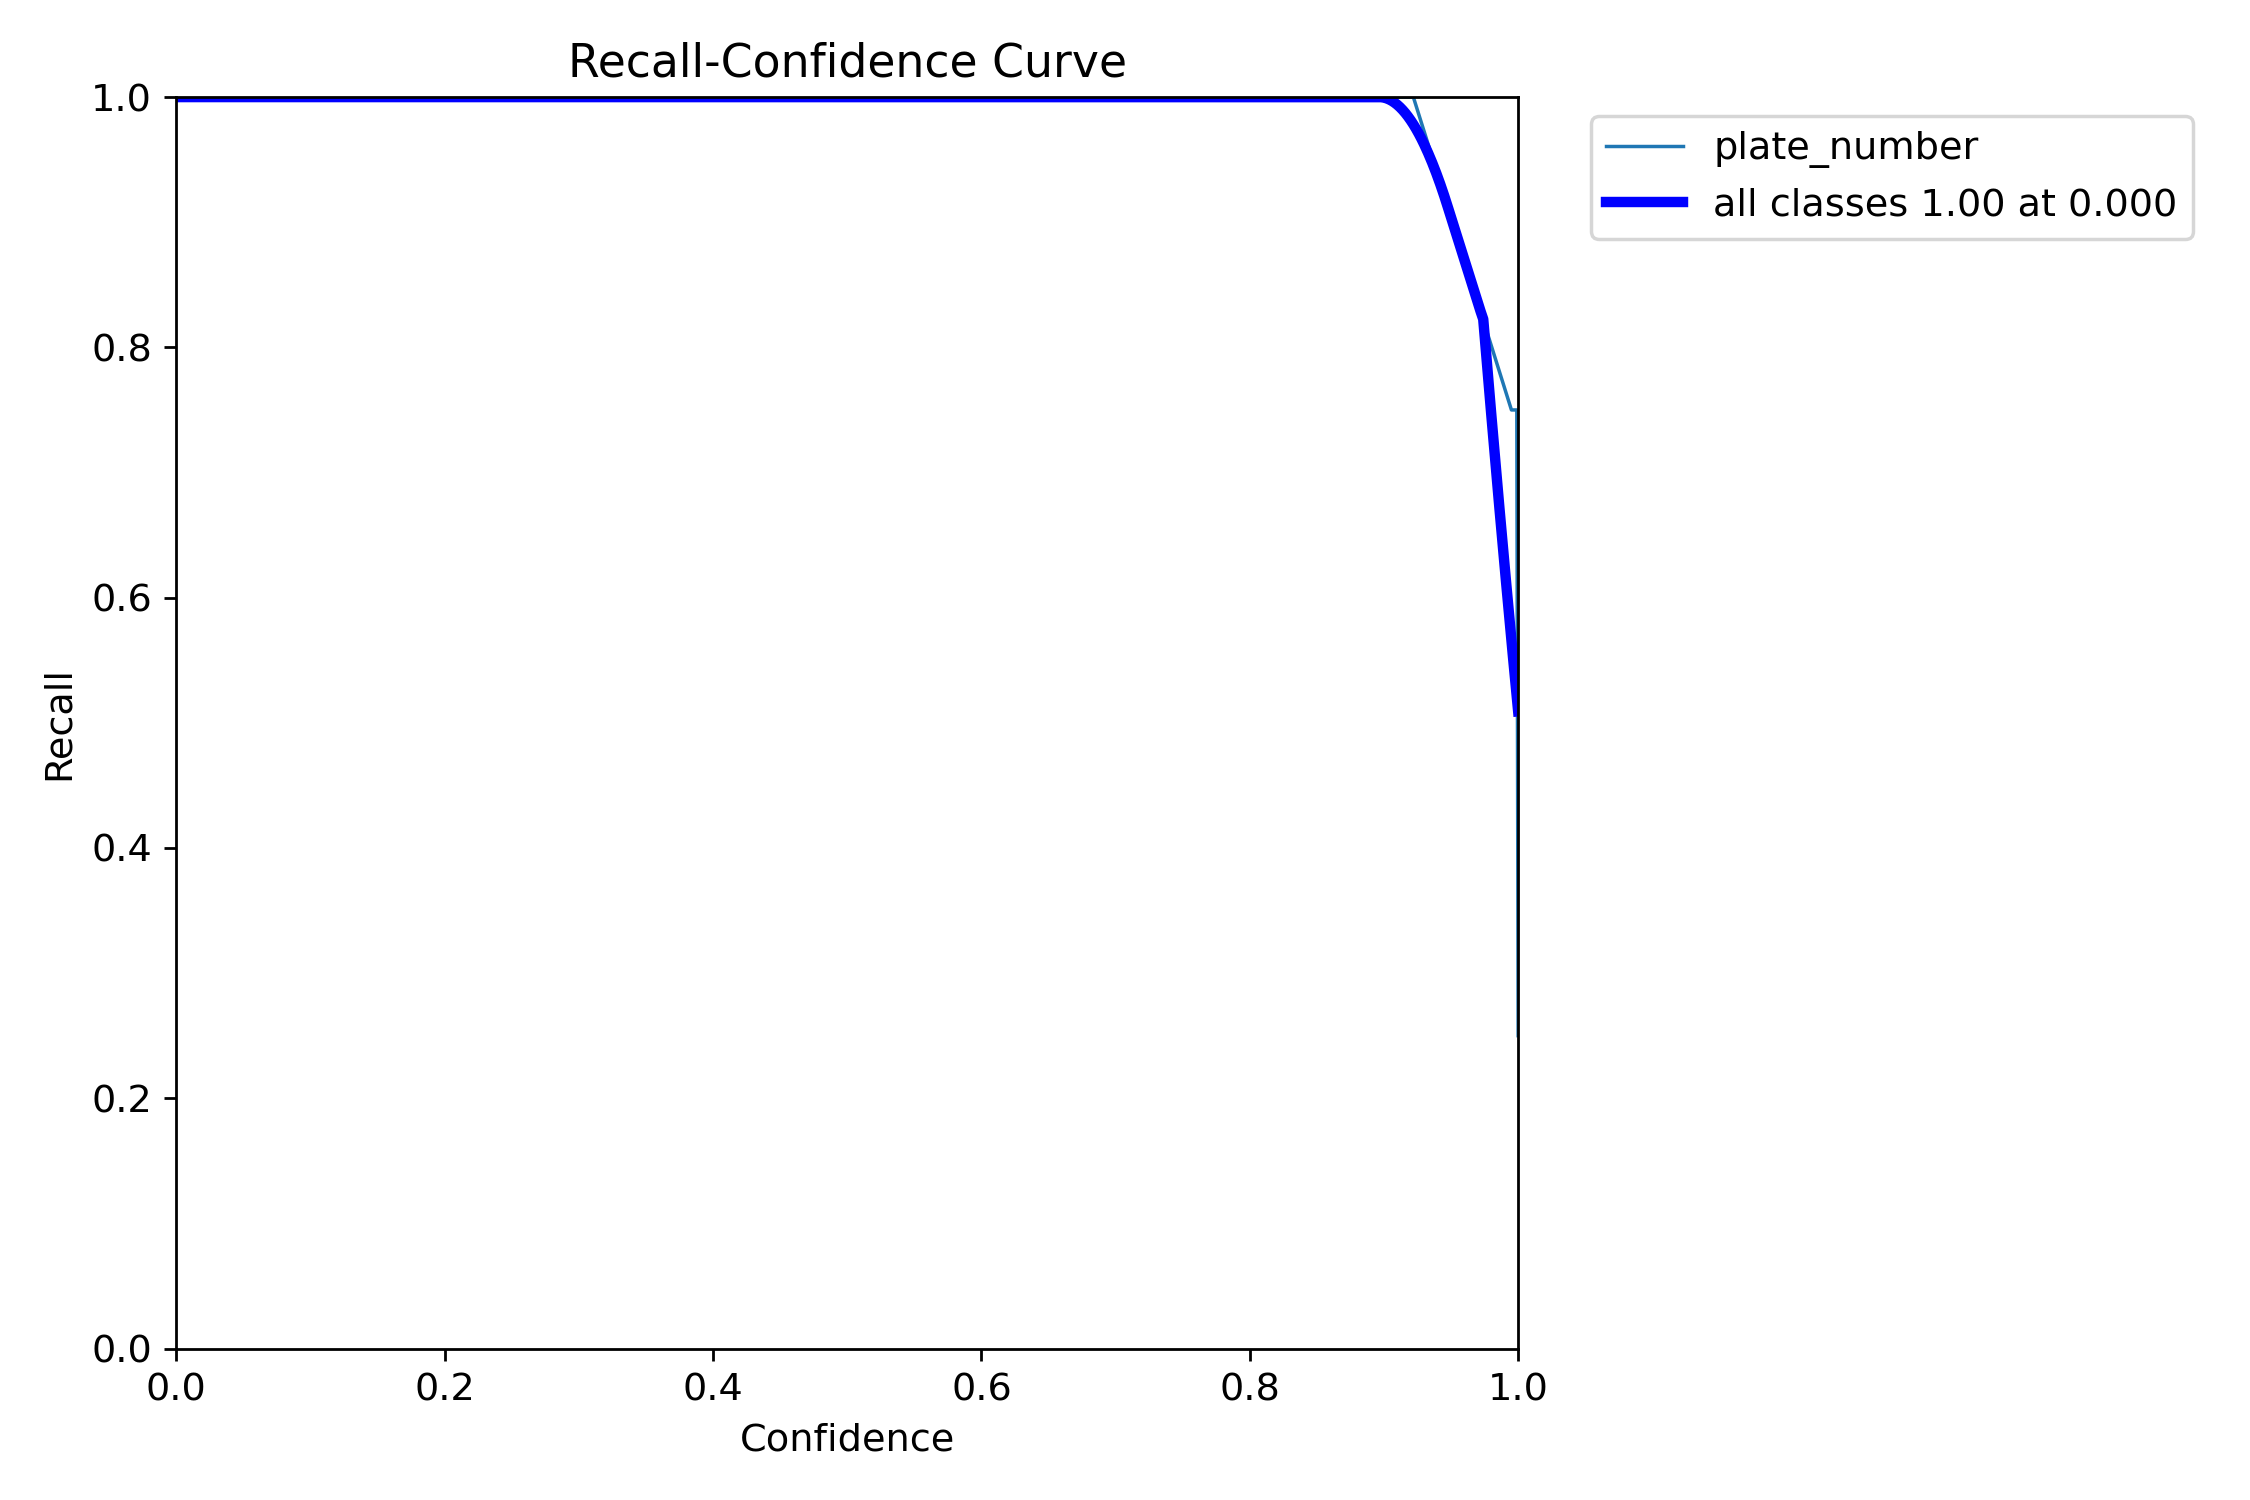 Recall-Confidence Curve
1.0
0.8
0.6
0.4
0.2
0.0
Recall
0.0 0.2 0.4 0.6 0.8 1.0
Confidence
plate_number
all classes 1.00 at 0.000